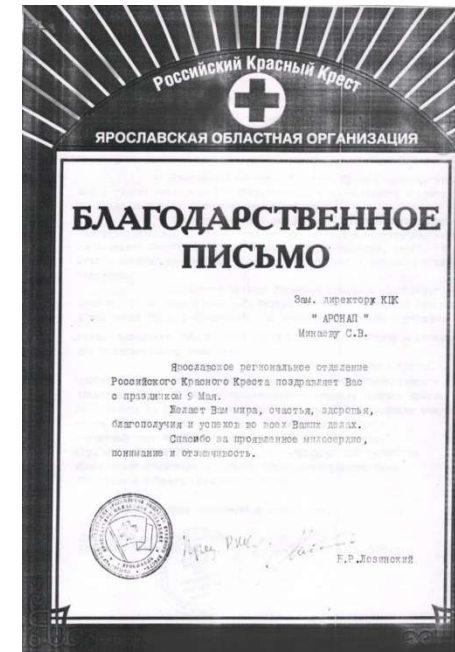 Российский Красный Крест
ЯРОСЛАВСКАЯ ОБЛАСТНАЯ ОРГАНИЗАЦИЯ
БЛАГОДАРСТВЕННОЕ
ПИСЬМО
Зам. директору КПК
" АРСНАП "
Минаеву С.В.
Ярославское региональное отделение
Российского Красного Креста поздравляет Вас
с праздником 9 Мая.
Желает Вам мира, счастья, здоровья,
благополучия и успехов во всех Ваших делах.
Спасибо за проявленное милосердие,
понимание и отзывчивость.
Лозинский